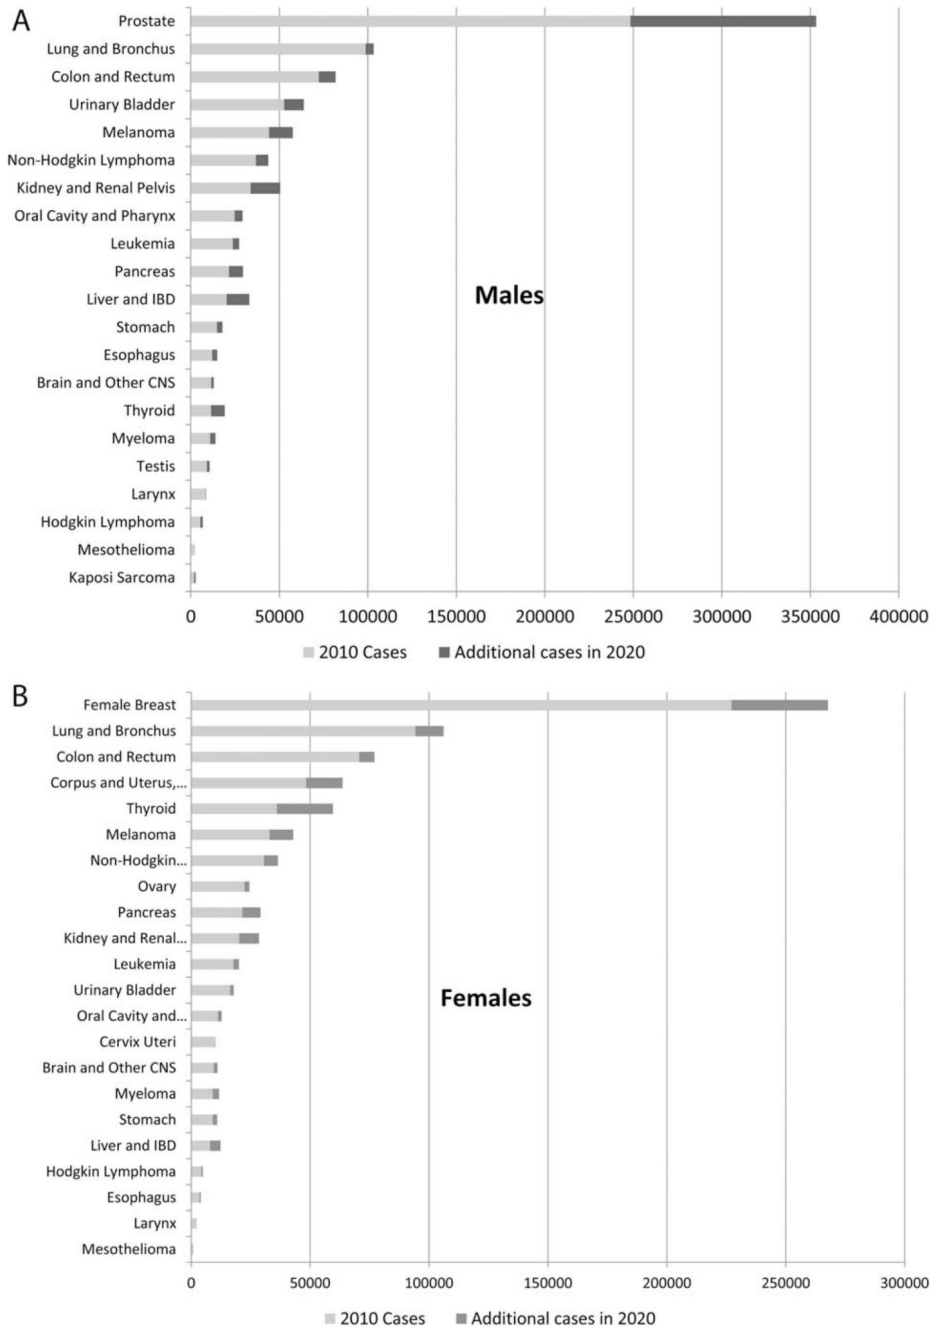 A
Prostate
Lung and Bronchus
Colon and Rectum
Urinary Bladder
Melanoma
Non-Hodgkin Lymphoma
Kidney and Renal Pelvis
Oral Cavity and Pharynx
Leukemia
Pancreas
Liver and IBD
Stomach
Esophagus
Brain and Other CNS
Thyroid
Myeloma
Testis
Larynx
Hodgkin Lymphoma
Mesothelioma
Kaposi Sarcoma
Males
0 50000 100000 150000 200000 250000 300000 350000 400000
2010 Cases Additional cases in 2020
B
Female Breast
Lung and Bronchus
Colon and Rectum
Corpus and Uterus,...
Thyroid
Melanoma
Non-Hodgkin...
Ovary
Pancreas
Kidney and Renal...
Leukemia
Urinary Bladder
Oral Cavity and...
Cervix Uteri
Brain and Other CNS
Myeloma
Stomach
Liver and IBD
Hodgkin Lymphoma
Esophagus
Larynx
Mesothelioma
Females
0 50000 100000 150000 200000 250000 300000
2010 Cases Additional cases in 2020